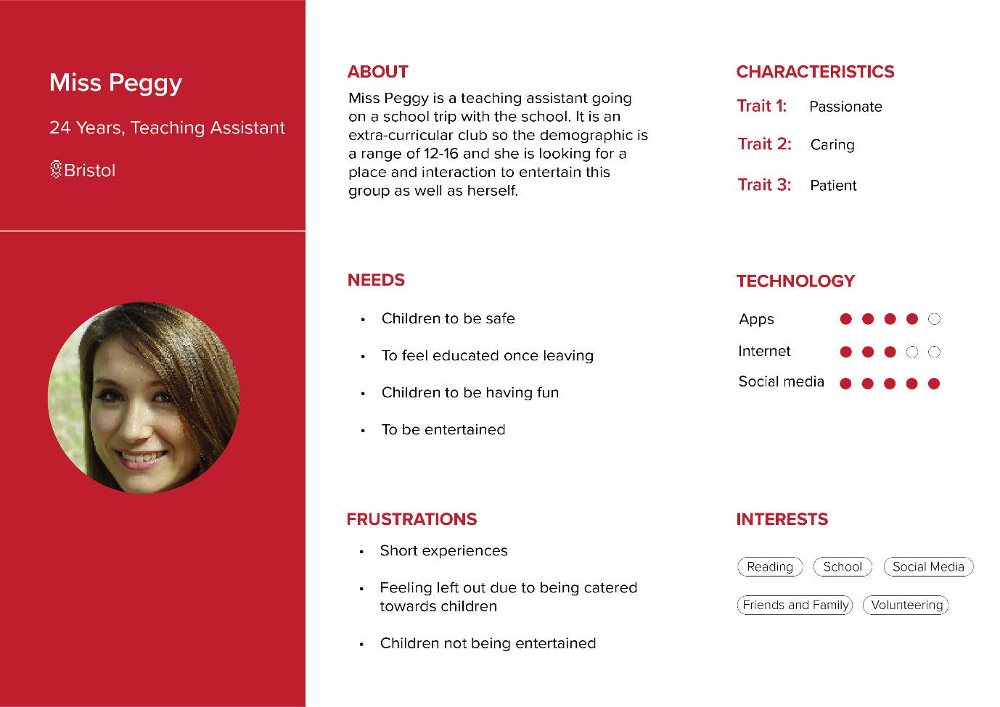 Miss Peggy
24 Years, Teaching Assistant
Bristol
ABOUT
Miss Peggy is a teaching assistant going
on a school trip with the school. It is an
extra-curricular club so the demographic is
a range of 12-16 and she is looking for a
place and interaction to entertain this
group as well as herself.
NEEDS
• Children to be safe
• To feel educated once leaving
• Children to be having fun
• To be entertained
FRUSTRATIONS
• Short experiences
• Feeling left out due to being catered
towards children
• Children not being entertained
CHARACTERISTICS
Trait 1: Passionate
Trait 2: Caring
Trait 3: Patient
TECHNOLOGY
Apps
Internet
Social media
INTERESTS
Reading School Social Media
Friends and Family Volunteering